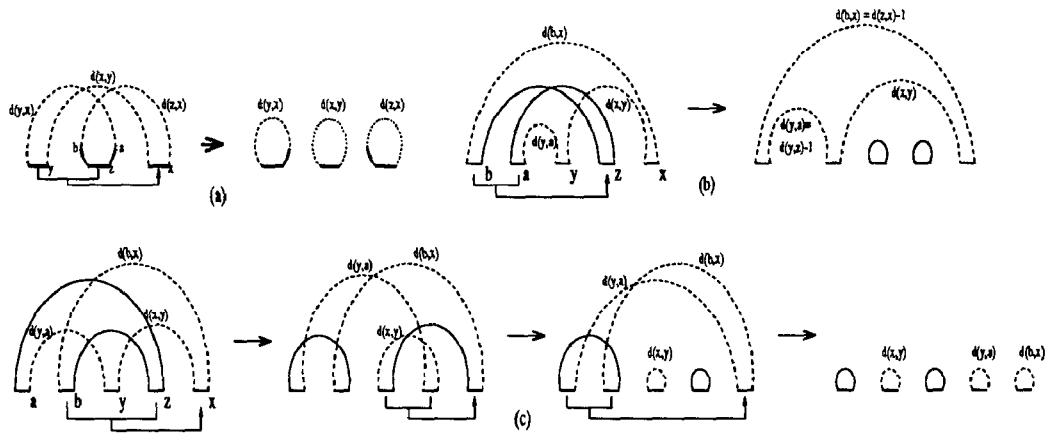 d(x,y)
d(y,x)
d(z,x)
b
a
y
z
x
(a)
d(y,x)
d(x,y)
d(z,x)
d(b,x)
d(x,y)
d(y,a)
b
a
y
z
x
(b)
d(b,x) = d(z,x)-1
d(x,y)
d(y,a)=
d(y,z)-1
d(b,x)
d(y,a)
d(x,y)
a
b
y
z
x
d(b,x)
d(y,a)
d(x,y)
(c)
d(b,x)
d(y,a)
d(x,y)
d(x,y)
d(y,a)
d(b,x)